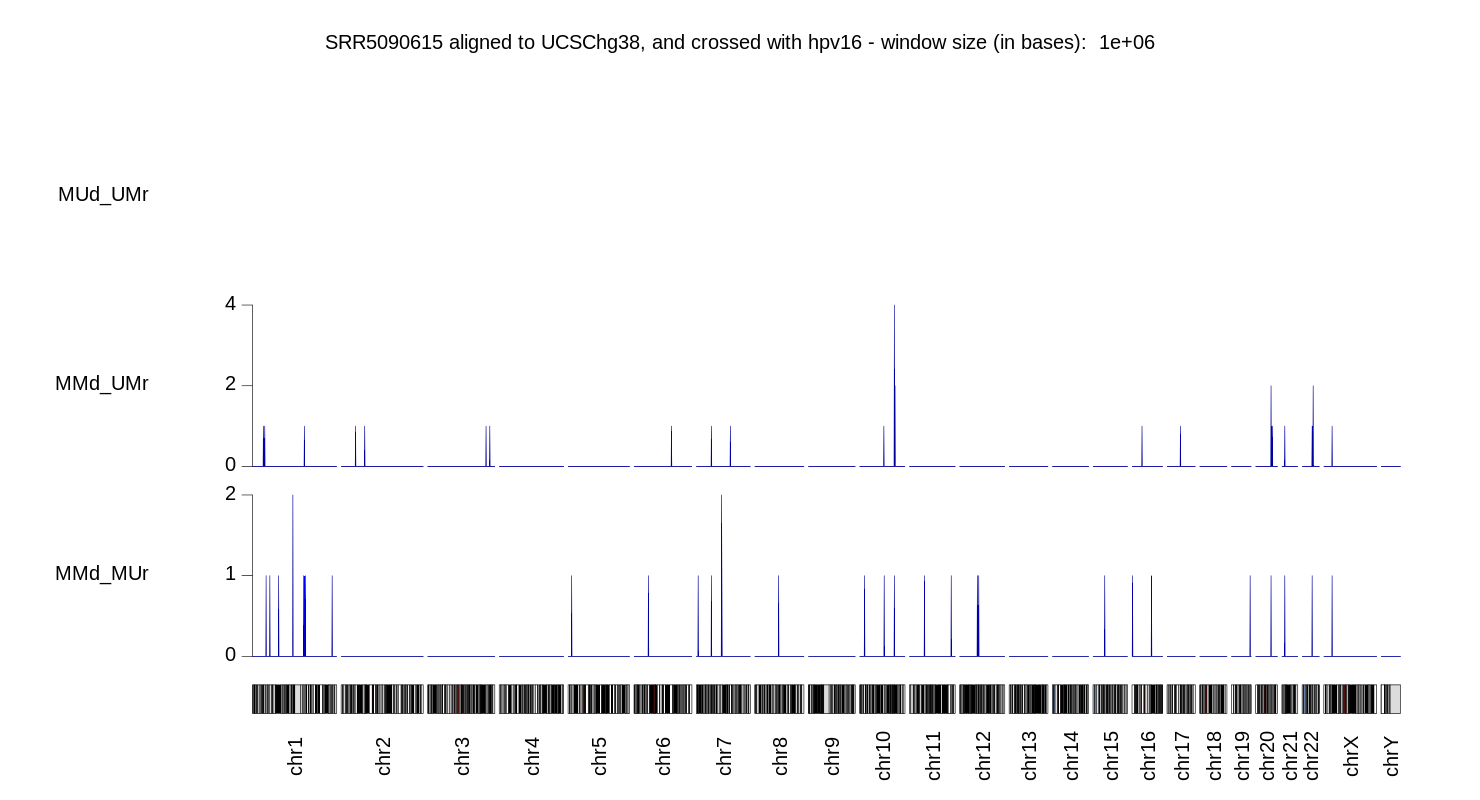 SRR5090615 aligned to UCSChg38, and crossed with hpv16 - window size (in bases):  1e+06
MUd_UMr
4
MMd_UMr
2
0
2
MMd_MUr
1
0
chr1 chr2 chr3 chr4 chr5 chr6 chr7 chr8 chr9 chr10 chr11 chr12 chr13 chr14 chr15 chr16 chr17 chr18 chr19 chr20 chr21 chr22 chrX chrY